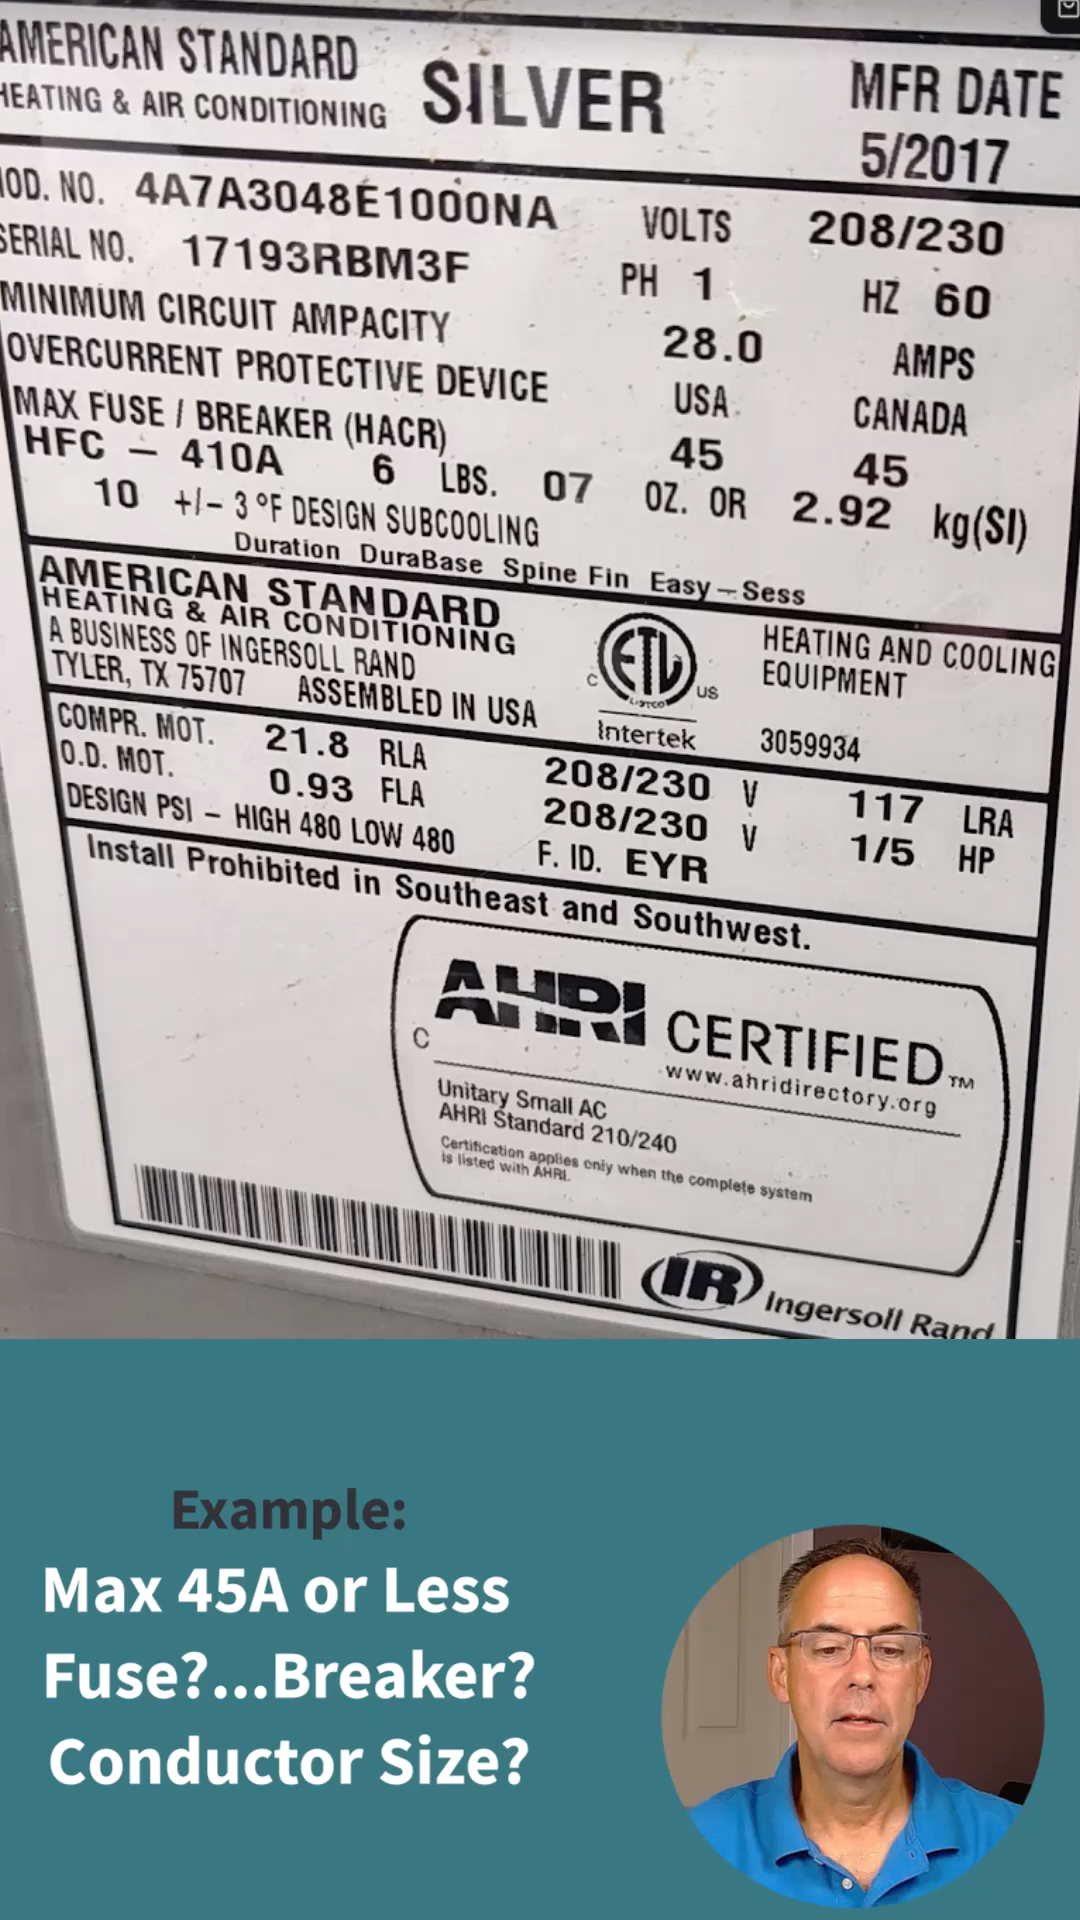 AMERICAN STANDARD
HEATING & AIR CONDITIONING
SILVER
MFR DATE
5/2017
MOD. NO. 4A7A3048E1000NA VOLTS 208/230
SERIAL NO. 17193RBM3F PH 1 HZ 60
MINIMUM CIRCUIT AMPACITY 28.0 AMPS
OVERCURRENT PROTECTIVE DEVICE USA CANADA
MAX FUSE / BREAKER (HACR) 45 45
HFC - 410A 6 LBS. 07 OZ. OR 2.92 kg(SI)
10 +/- 3 °F DESIGN SUBCOOLING
Duration DuraBase Spine Fin Easy-Sess
AMERICAN STANDARD
HEATING & AIR CONDITIONING
A BUSINESS OF INGERSOLL RAND
TYLER, TX 75707 ASSEMBLED IN USA
C ETL US
LISTED
Intertek
HEATING AND COOLING
EQUIPMENT
3059934
COMPR. MOT. 21.8 RLA 208/230 V 117 LRA
O.D. MOT. 0.93 FLA 208/230 V 1/5 HP
DESIGN PSI - HIGH 480 LOW 480 F. ID. EYR
Install Prohibited in Southeast and Southwest.
C AHRI CERTIFIED™
www.ahridirectory.org
Unitary Small AC
AHRI Standard 210/240
Certification applies only when the complete system
is listed with AHRI.
IR Ingersoll Rand
Example:
Max 45A or Less
Fuse?...Breaker?
Conductor Size?